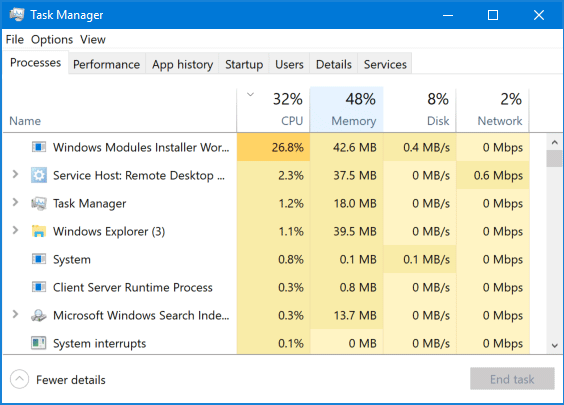 Task Manager
File Options View
Processes Performance App history Startup Users Details Services
32% 48% 8% 2%
Name CPU Memory Disk Network
Windows Modules Installer Wor... 26.8% 42.6 MB 0.4 MB/s 0 Mbps
Service Host: Remote Desktop ... 2.3% 37.5 MB 0 MB/s 0.6 Mbps
Task Manager 1.2% 18.0 MB 0 MB/s 0 Mbps
Windows Explorer (3) 1.1% 39.5 MB 0 MB/s 0 Mbps
System 0.8% 0.1 MB 0.1 MB/s 0 Mbps
Client Server Runtime Process 0.3% 0.8 MB 0 MB/s 0 Mbps
Microsoft Windows Search Inde... 0.3% 13.7 MB 0 MB/s 0 Mbps
System interrupts 0.1% 0 MB 0 MB/s 0 Mbps
Fewer details End task